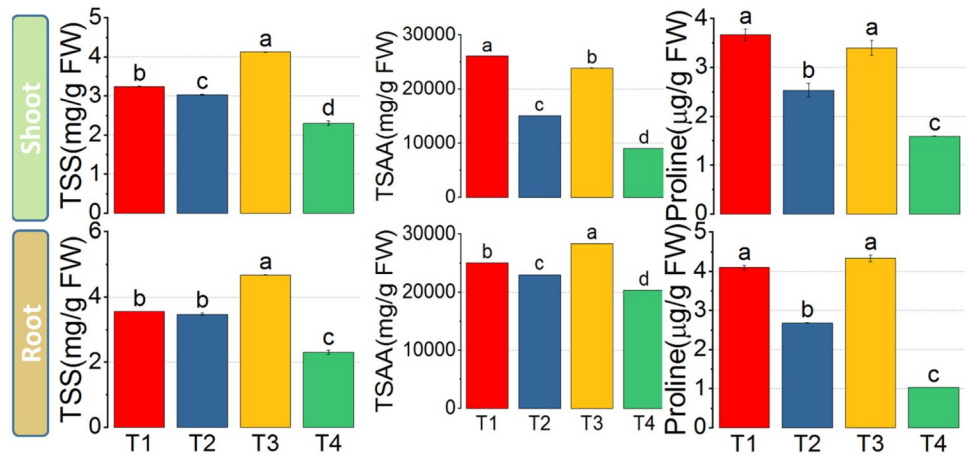 Shoot
TSS(mg/g FW)
5
4
3
2
1
0
b
c
a
d
TSAA(mg/g FW)
30000
20000
10000
0
a
c
b
d
Proline(µg/g FW)
4
3
2
1
0
a
b
a
c
Root
TSS(mg/g FW)
6
4
2
0
b
b
a
c
T1 T2 T3 T4
TSAA(mg/g FW)
30000
20000
10000
0
b
c
a
d
T1 T2 T3 T4
Proline(µg/g FW)
5
4
3
2
1
0
a
b
a
c
T1 T2 T3 T4